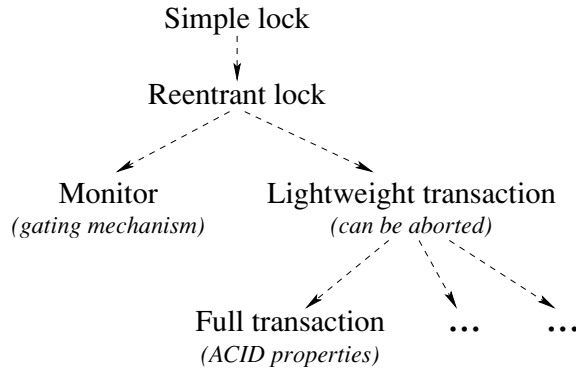 Simple lock
Reentrant lock
Monitor
(gating mechanism)
Lightweight transaction
(can be aborted)
Full transaction
(ACID properties)
...
...